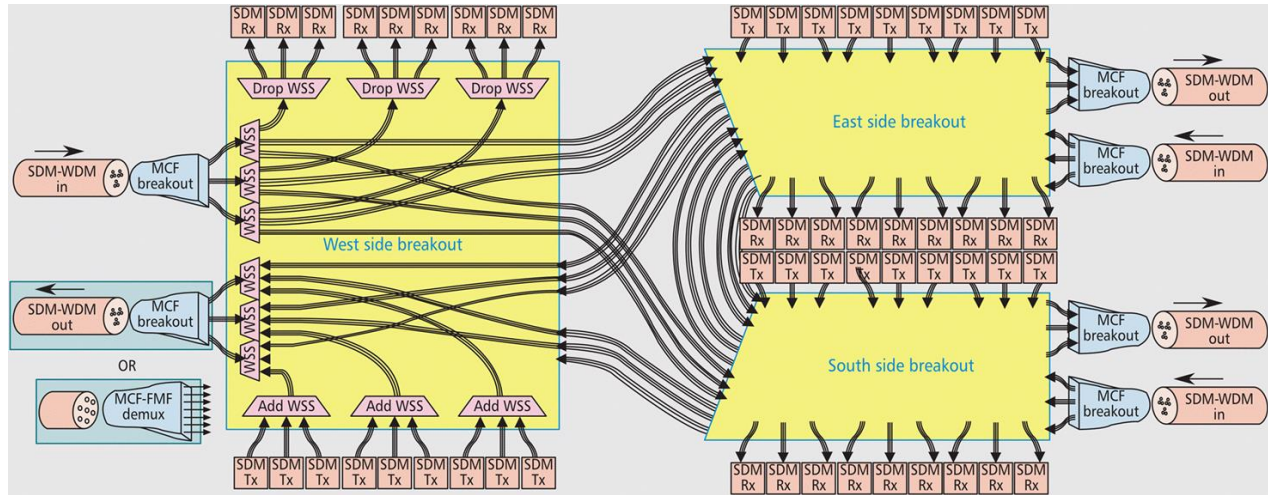 SDM SDM SDM SDM SDM SDM SDM SDM SDM
Rx Rx Rx Rx Rx Rx Rx Rx Rx
SDM SDM SDM SDM SDM SDM SDM SDM SDM
Tx Tx Tx Tx Tx Tx Tx Tx Tx
Drop WSS Drop WSS Drop WSS
SDM-WDM
in
MCF
breakout
WSS
WSS
WSS
West side breakout
WSS
WSS
WSS
SDM-WDM
out
MCF
breakout
OR
MCF-FMF
demux
Add WSS Add WSS Add WSS
SDM SDM SDM SDM SDM SDM SDM SDM SDM
Tx Tx Tx Tx Tx Tx Tx Tx Tx
East side breakout
MCF
breakout
SDM-WDM
out
MCF
breakout
SDM-WDM
in
SDM SDM SDM SDM SDM SDM SDM SDM SDM
Rx Rx Rx Rx Rx Rx Rx Rx Rx
SDM SDM SDM SDM SDM SDM SDM SDM SDM
Tx Tx Tx Tx Tx Tx Tx Tx Tx
South side breakout
MCF
breakout
SDM-WDM
out
MCF
breakout
SDM-WDM
in
SDM SDM SDM SDM SDM SDM SDM SDM SDM
Rx Rx Rx Rx Rx Rx Rx Rx Rx